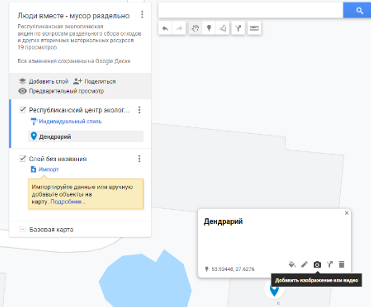 Люди вместе - мусор раздельно
Республиканская экологическая
акция по вопросам раздельного сбора отходов
и других вторичных материальных ресурсов
19 просмотров
Все изменения сохранены на Google Диске
Добавить слой Поделиться
Предварительный просмотр
Республиканский центр эколог...
Индивидуальный стиль
Дендрарий
Слой без названия
Импорт
Импортируйте данные или вручную
добавьте объекты на
карту. Подробнее...
Базовая карта
Дендрарий
53.92448, 27.6276
Добавить изображение или видео